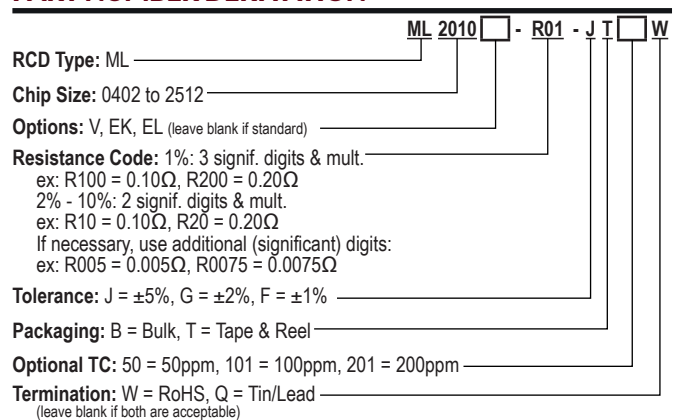 ML 2010 - R01 - J T W
RCD Type: ML
Chip Size: 0402 to 2512
Options: V, EK, EL (leave blank if standard)
Resistance Code: 1%: 3 signif. digits & mult.
ex: R100 = 0.10Ω, R200 = 0.20Ω
2% - 10%: 2 signif. digits & mult.
ex: R10 = 0.10Ω, R20 = 0.20Ω
If necessary, use additional (significant) digits:
ex: R005 = 0.005Ω, R0075 = 0.0075Ω
Tolerance: J = ±5%, G = ±2%, F = ±1%
Packaging: B = Bulk, T = Tape & Reel
Optional TC: 50 = 50ppm, 101 = 100ppm, 201 = 200ppm
Termination: W = RoHS, Q = Tin/Lead
(leave blank if both are acceptable)